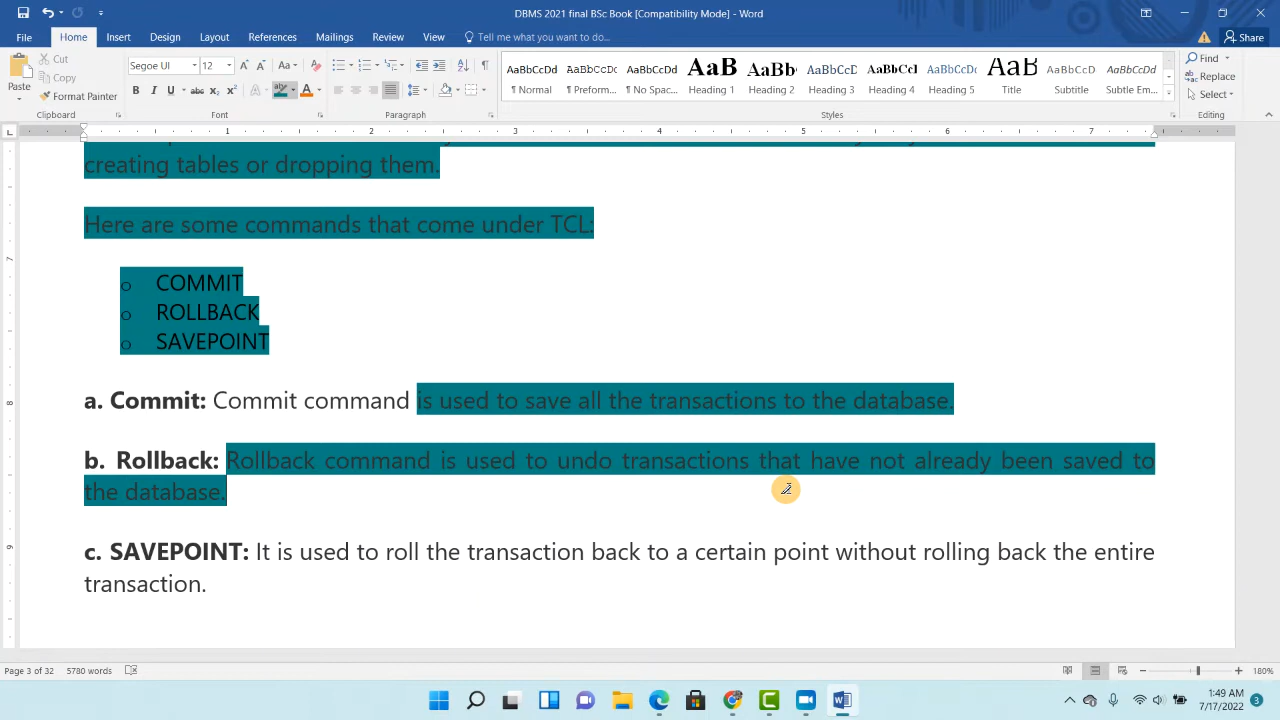 DBMS 2021 final BSc Book [Compatibility Mode] - Word
File Home Insert Design Layout References Mailings Review View Tell me what you want to do... Share
Paste Cut Copy Format Painter Clipboard
Segoe UI 12 Font
Paragraph
AaBbCcDd AaBbCcDd AaBbCcDd AaB AaBb AaBbCcD AaBbCcI AaBbCcDc AaB AaBbCcDd AaBbCcDd
¶ Normal ¶ Preform... ¶ No Spac... Heading 1 Heading 2 ¶ Heading 3 ¶ Heading 4 ¶ Heading 5 Title Subtitle Subtle Em...
Styles
Find Replace Select Editing
creating tables or dropping them.
Here are some commands that come under TCL:
o COMMIT
o ROLLBACK
o SAVEPOINT
a. Commit: Commit command is used to save all the transactions to the database.
b. Rollback: Rollback command is used to undo transactions that have not already been saved to
the database.
c. SAVEPOINT: It is used to roll the transaction back to a certain point without rolling back the entire
transaction.
Page 3 of 32 5780 words 180%
1:49 AM
7/17/2022 3